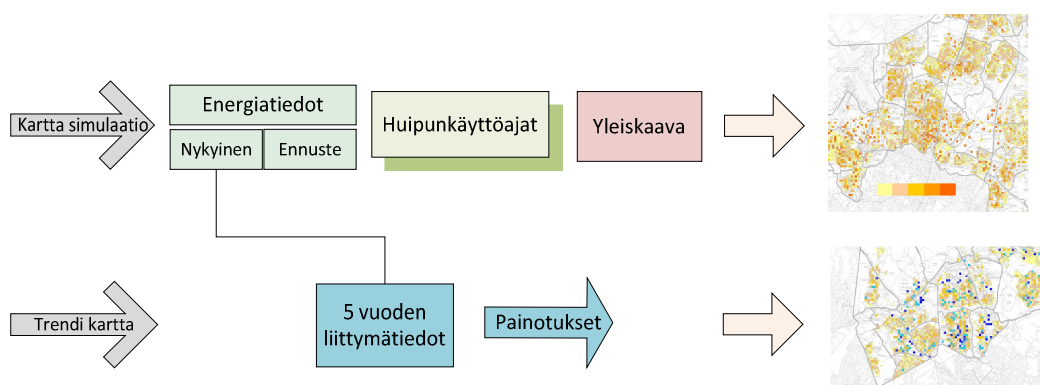 Kartta simulaatio
Energiatiedot
Nykyinen
Ennuste
Huipunkäyttöajat
Yleiskaava
Trendi kartta
5 vuoden
liittymätiedot
Painotukset